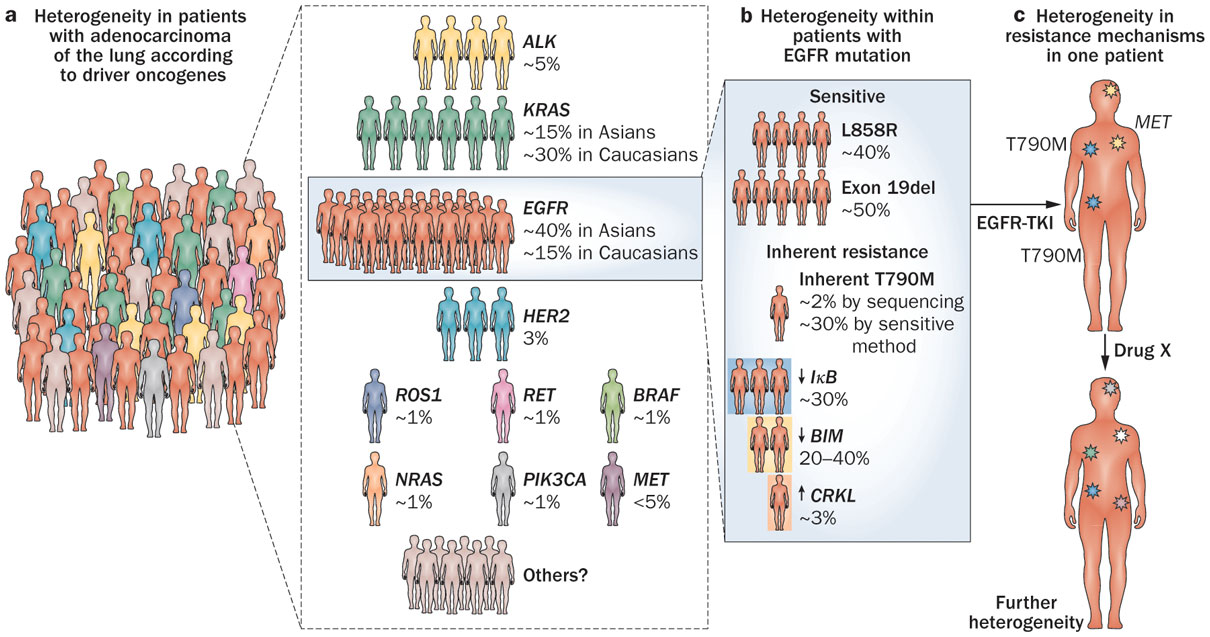 a Heterogeneity in patients
with adenocarcinoma
of the lung according
to driver oncogenes
ALK
~5%
KRAS
~15% in Asians
~30% in Caucasians
EGFR
~40% in Asians
~15% in Caucasians
HER2
3%
ROS1
~1%
RET
~1%
BRAF
~1%
NRAS
~1%
PIK3CA
~1%
MET
<5%
Others?
b Heterogeneity within
patients with
EGFR mutation
Sensitive
L858R
~40%
Exon 19del
~50%
Inherent resistance
Inherent T790M
~2% by sequencing
~30% by sensitive
method
↓ IκB
~30%
↓ BIM
20–40%
↑ CRKL
~3%
EGFR-TKI
c Heterogeneity in
resistance mechanisms
in one patient
MET
T790M
T790M
Drug X
Further
heterogeneity